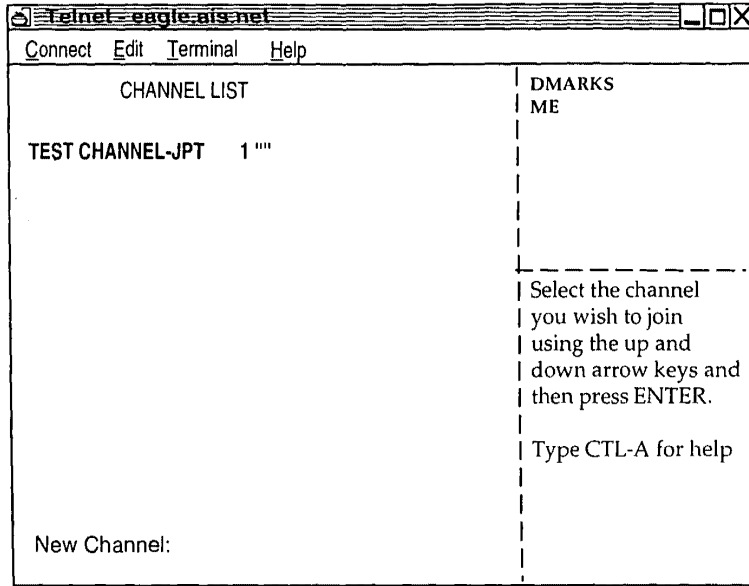 Telnet - eagle.ais.net
Connect Edit Terminal Help
CHANNEL LIST
TEST CHANNEL-JPT 1 ""
New Channel:
DMARKS
ME
Select the channel
you wish to join
using the up and
down arrow keys and
then press ENTER.
Type CTL-A for help